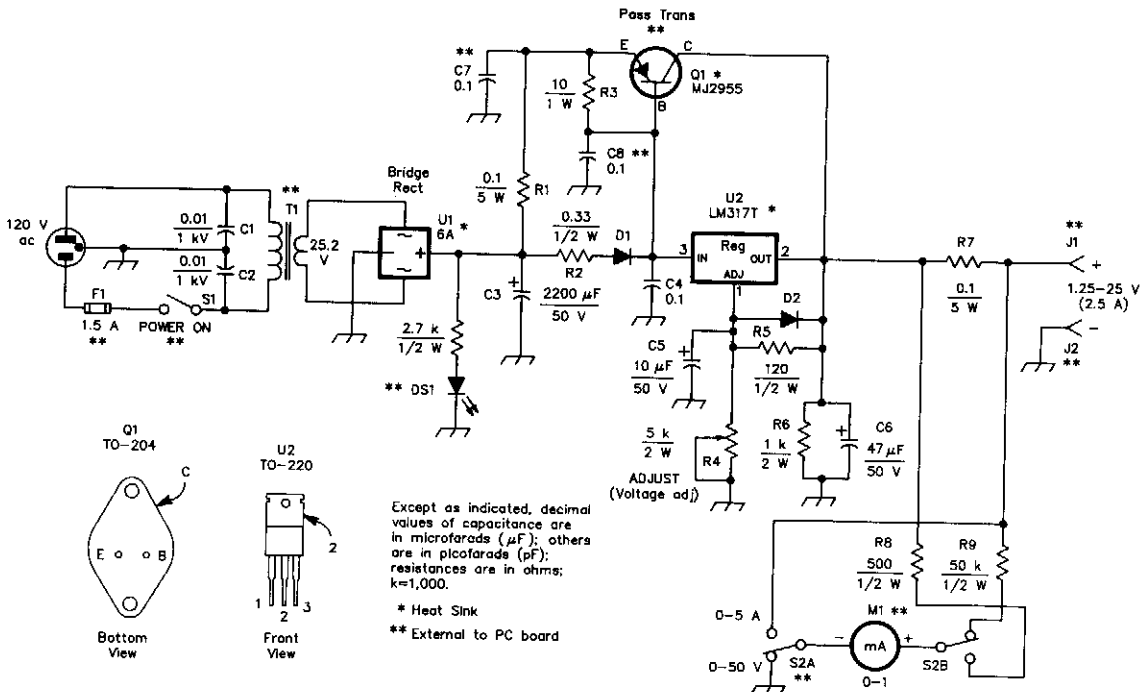 Pass Trans
**
E
C
**
C7
0.1
10
1 W
R3
Q1 *
MJ2955
B
C8 **
0.1
0.1
5 W
R1
Bridge
Rect
U1
6A *
~
~
−
+
120 V
ac
0.01
1 kV
C1
0.01
1 kV
C2
**
T1
25.2
V
F1
1.5 A
**
S1
POWER ON
**
0.33
1/2 W
R2
D1
C3
2200 µF
50 V
2.7 k
1/2 W
** DS1
C4
0.1
U2
LM317T *
3
IN
Reg
OUT
2
ADJ
1
D2
R5
120
1/2 W
C5
+
10 µF
50 V
5 k
2 W
R4
ADJUST
(Voltage adj)
R6
1 k
2 W
+
C6
47 µF
50 V
R7
0.1
5 W
**
J1
+
1.25−25 V
(2.5 A)
−
J2
**
R8
500
1/2 W
R9
50 k
1/2 W
0−5 A
0−50 V
S2A
**
M1 **
−
mA
+
0−1
S2B
Q1
TO−204
C
E
B
Bottom
View
U2
TO−220
2
1
2
3
Front
View
Except as indicated, decimal
values of capacitance are
in microfarads (µF); others
are in picofarads (pF);
resistances are in ohms;
k=1,000.
* Heat Sink
** External to PC board